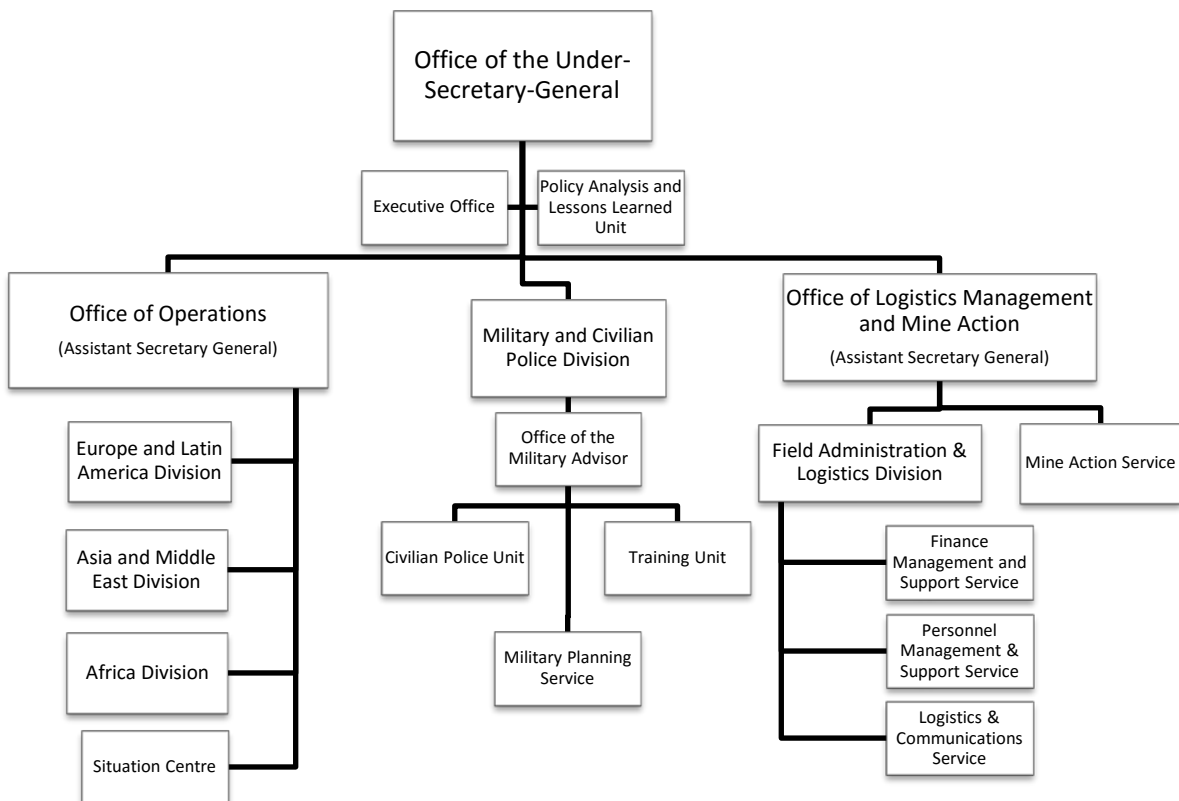 Office of the Under-
Secretary-General
Executive Office
Policy Analysis and
Lessons Learned
Unit
Office of Operations
(Assistant Secretary General)
Military and Civilian
Police Division
Office of Logistics Management
and Mine Action
(Assistant Secretary General)
Europe and Latin
America Division
Asia and Middle
East Division
Africa Division
Situation Centre
Office of the
Military Advisor
Civilian Police Unit
Training Unit
Military Planning
Service
Field Administration &
Logistics Division
Mine Action Service
Finance
Management and
Support Service
Personnel
Management &
Support Service
Logistics &
Communications
Service